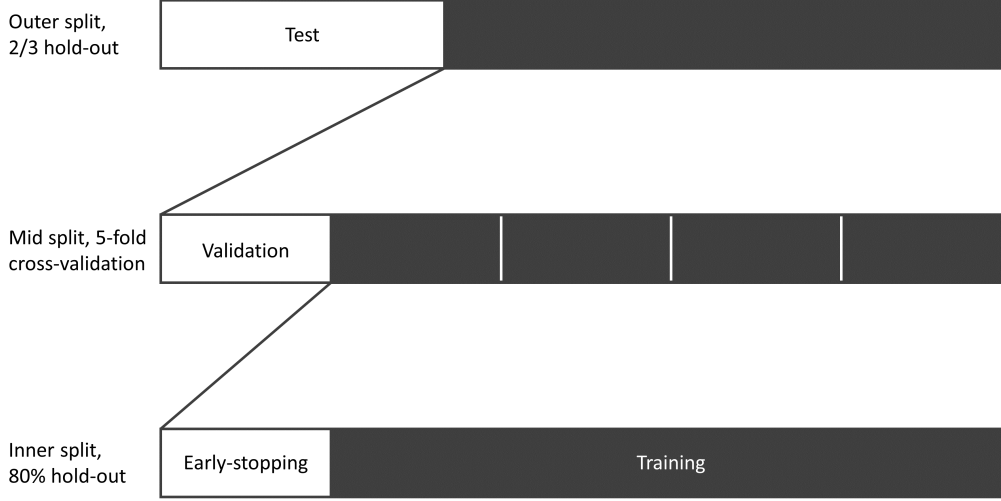 Outer split,
2/3 hold-out
Test
Mid split, 5-fold
cross-validation
Validation
Inner split,
80% hold-out
Early-stopping
Training